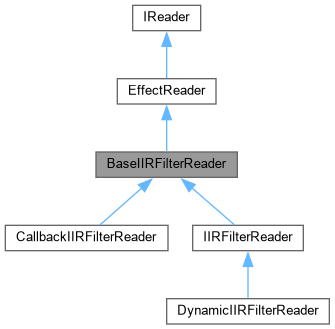 IReader
EffectReader
BaseIIRFilterReader
CallbackIIRFilterReader
IIRFilterReader
DynamicIIRFilterReader